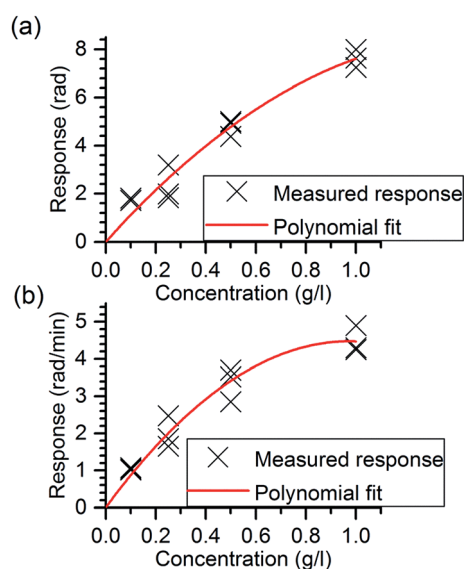 (a)
8
6
4
2
0
Response (rad)
Measured response
Polynomial fit
0.0 0.2 0.4 0.6 0.8 1.0
Concentration (g/l)
(b)
5
4
3
2
1
0
Response (rad/min)
Measured response
Polynomial fit
0.0 0.2 0.4 0.6 0.8 1.0
Concentration (g/l)